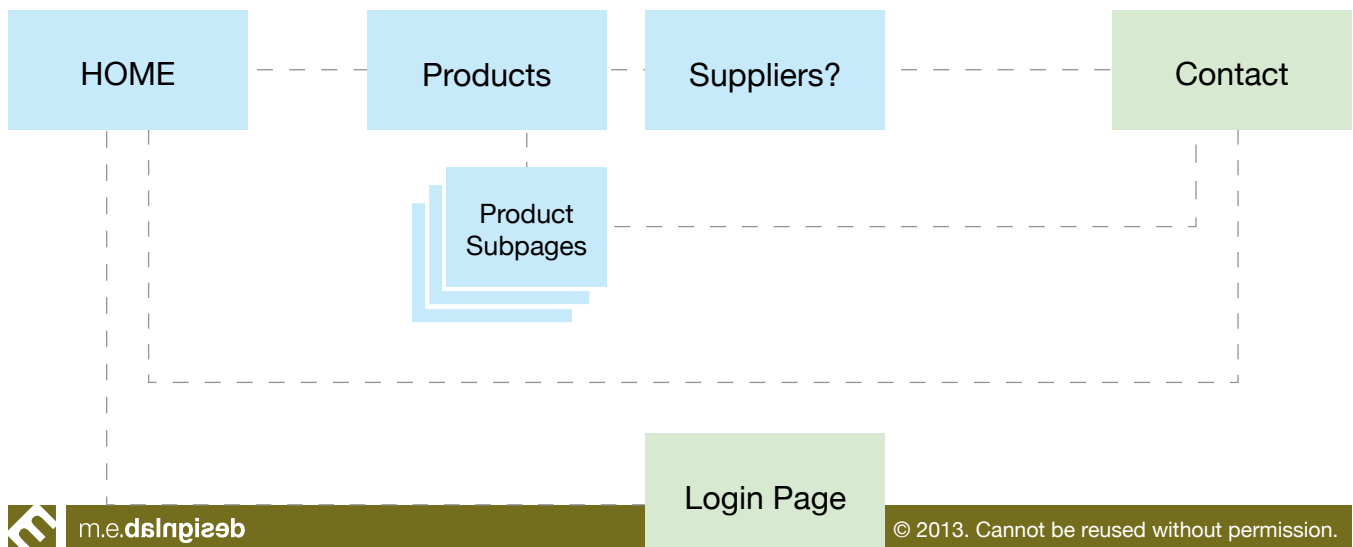 HOME
Products
Suppliers?
Contact
Product
Subpages
Login Page
m.e.designlab
© 2013. Cannot be reused without permission.